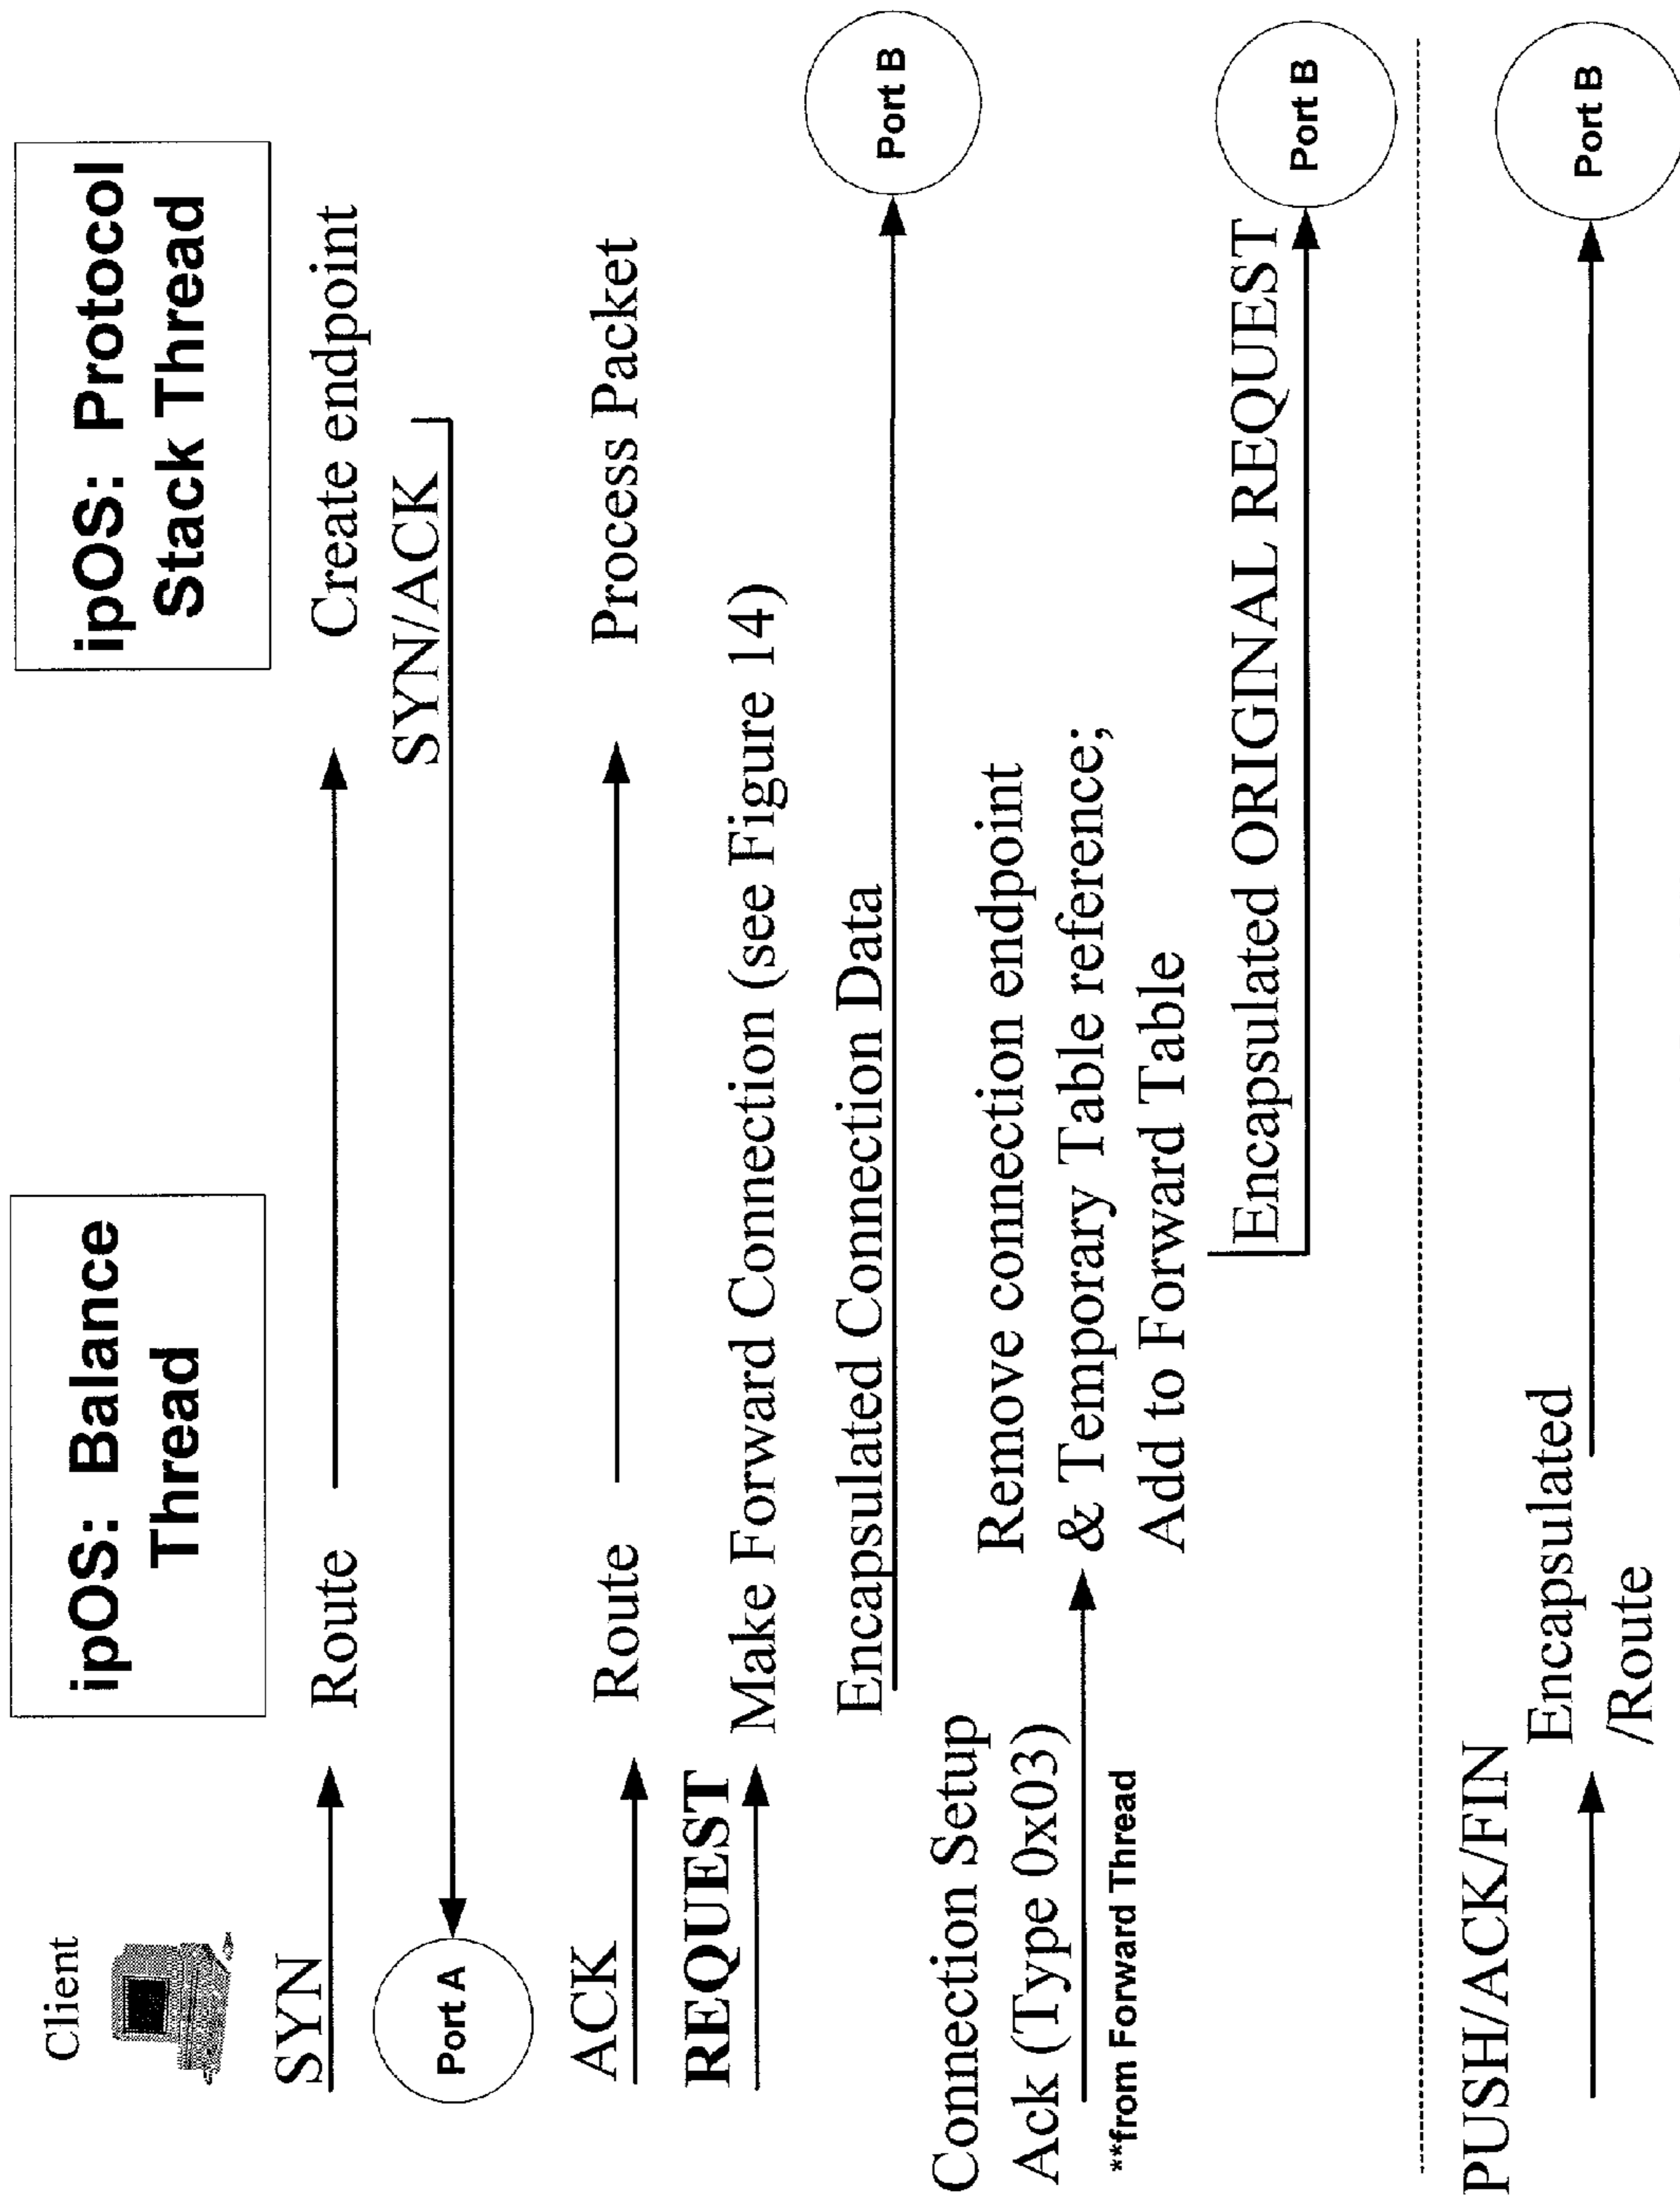 Client
ipOS: Balance
Thread
ipOS: Protocol
Stack Thread
SYN
Route
Create endpoint
SYN/ACK
Port A
ACK
Route
Process Packet
REQUEST
Make Forward Connection (see Figure 14)
Encapsulated Connection Data
Port B
Connection Setup
Ack (Type 0x03)
**from Forward Thread
Remove connection endpoint
& Temporary Table reference;
Add to Forward Table
Encapsulated ORIGINAL REQUEST
Port B
PUSH/ACK/FIN
Encapsulated
/Route
Port B